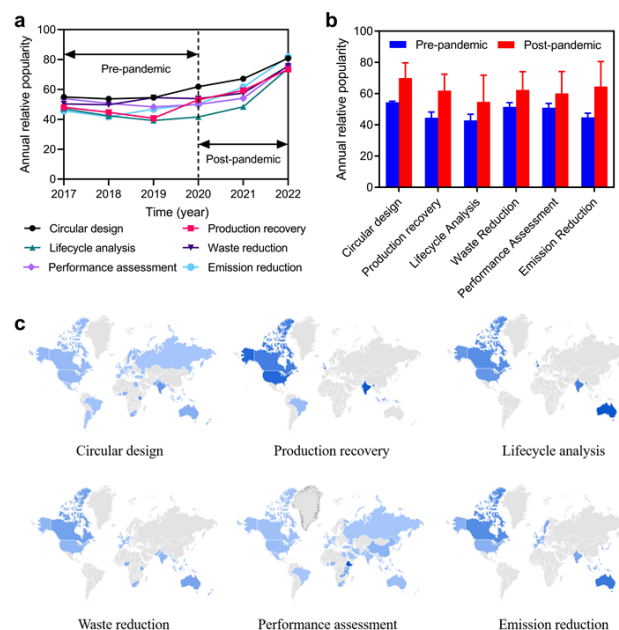 a
Annual relative popularity
100
80
60
40
20
0
Pre-pandemic
Post-pandemic
2017 2018 2019 2020 2021 2022
Time (year)
Circular design
Production recovery
Lifecycle analysis
Waste reduction
Performance assessment
Emission reduction
b
Annual relative popularity
100
80
60
40
20
0
Pre-pandemic
Post-pandemic
Circular design
Production recovery
Lifecycle Analysis
Waste Reduction
Performance Assessment
Emission Reduction
c
Circular design
Production recovery
Lifecycle analysis
Waste reduction
Performance assessment
Emission reduction